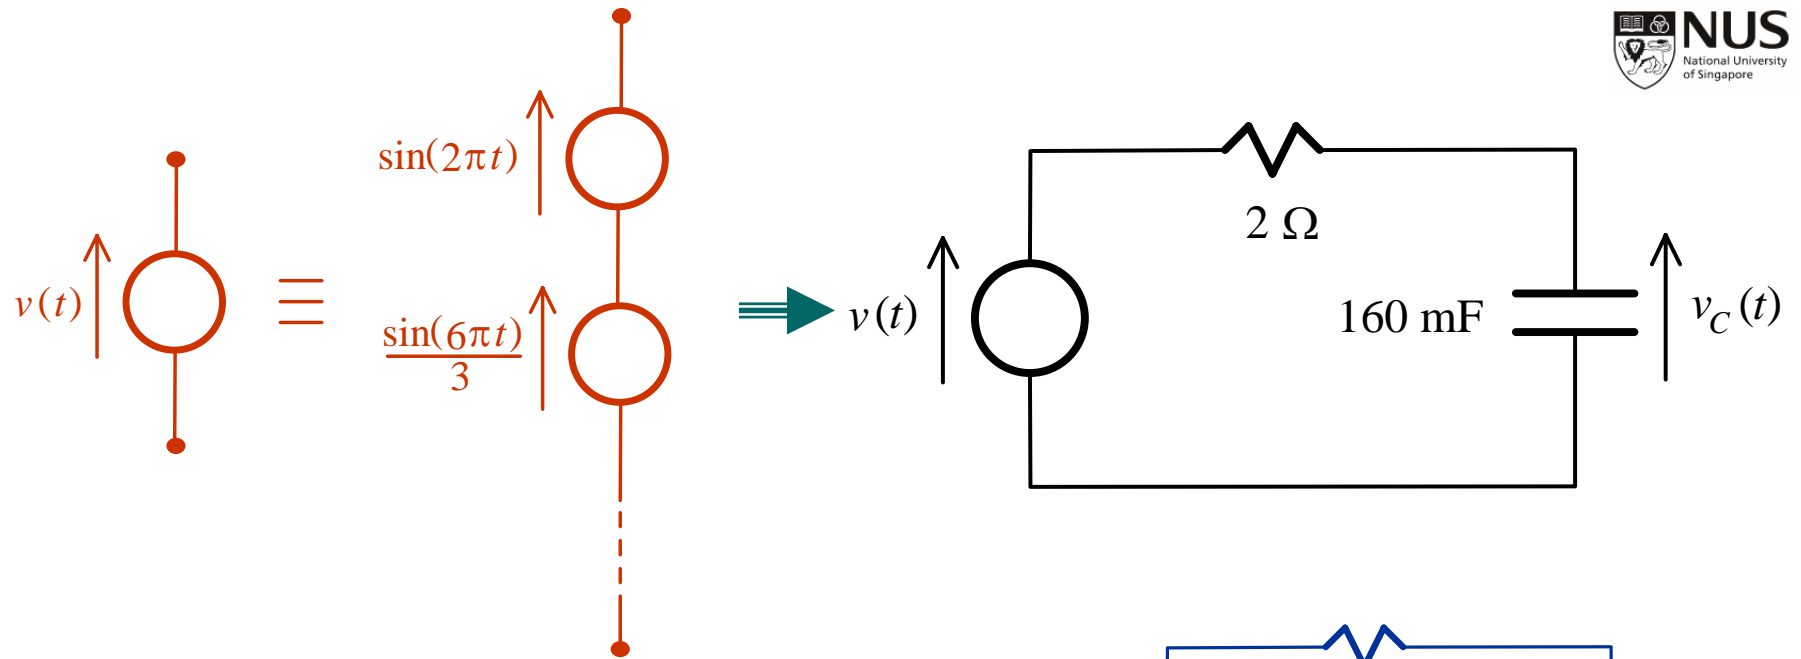 NUS
National University
of Singapore
sin(2πt)
v(t)
≡
sin(6πt)
3
v(t)
2 Ω
160 mF
v_C(t)